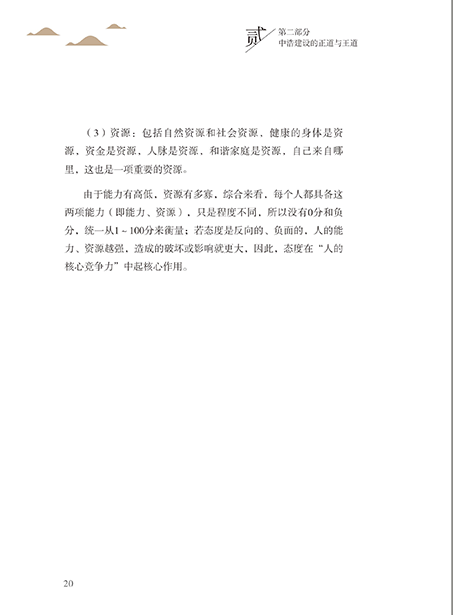 贰
第二部分
中浩建设的正道与王道
（3）资源：包括自然资源和社会资源、健康的身体是资
源，资金是资源，人脉是资源，和谐家庭是资源，自己来自哪
里，这也是一项重要的资源。
由于能力有高低，资源有多寡，综合来看，每个人都具备这
两项能力（即能力、资源），只是程度不同，所以没有0分和负
分，统一从1～100分来衡量；若态度是反向的、负面的，人的能
力、资源越强，造成的破坏或影响就更大，因此，态度在“人的
核心竞争力”中起核心作用。
20